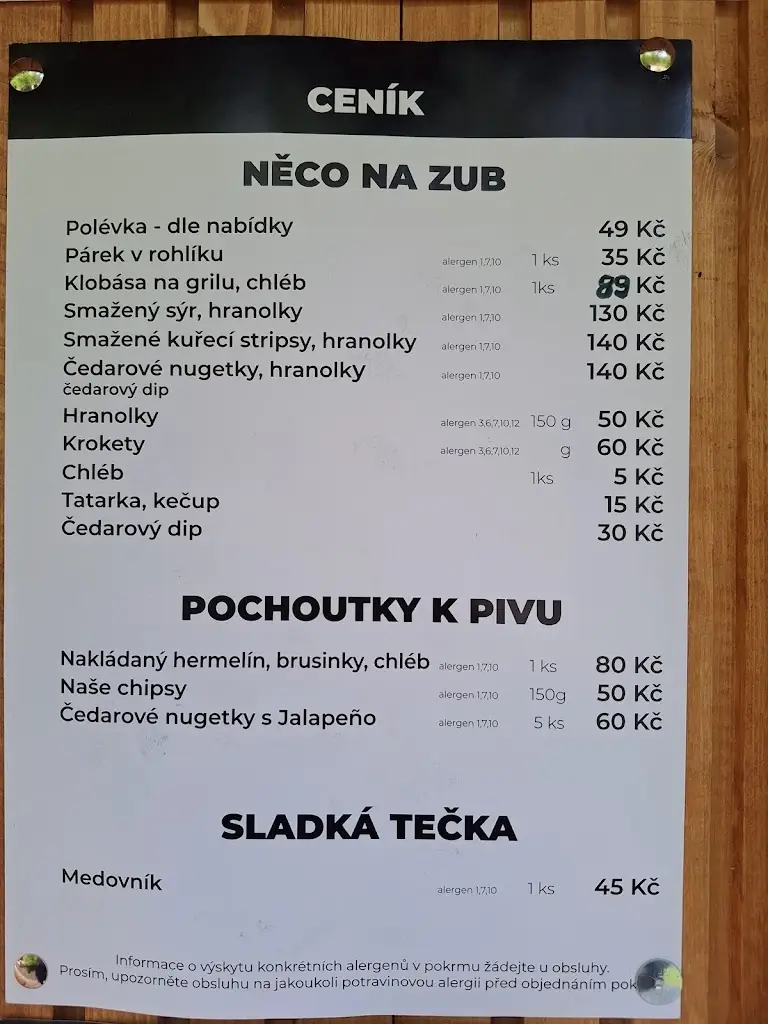 CENÍK
NĚCO NA ZUB
Polévka - dle nabídky 49 Kč
Párek v rohlíku alergen 1,7,10 1 ks 35 Kč
Klobása na grilu, chléb alergen 1,7,10 1ks 89 Kč
Smažený sýr, hranolky alergen 1,7,10 130 Kč
Smažené kuřecí stripsy, hranolky alergen 1,7,10 140 Kč
Čedarové nugetky, hranolky alergen 1,7,10 140 Kč
čedarový dip
Hranolky alergen 3,6,7,10,12 150 g 50 Kč
Krokety alergen 3,6,7,10,12 g 60 Kč
Chléb 1ks 5 Kč
Tatarka, kečup 15 Kč
Čedarový dip 30 Kč
POCHOUTKY K PIVU
Nakládaný hermelín, brusinky, chléb alergen 1,7,10 1 ks 80 Kč
Naše chipsy alergen 1,7,10 150g 50 Kč
Čedarové nugetky s Jalapeño alergen 1,7,10 5 ks 60 Kč
SLADKÁ TEČKA
Medovník alergen 1,7,10 1 ks 45 Kč
Informace o výskytu konkrétních alergenů v pokrmu žádejte u obsluhy.
Prosím, upozorněte obsluhu na jakoukoli potravinovou alergii před objednáním pok